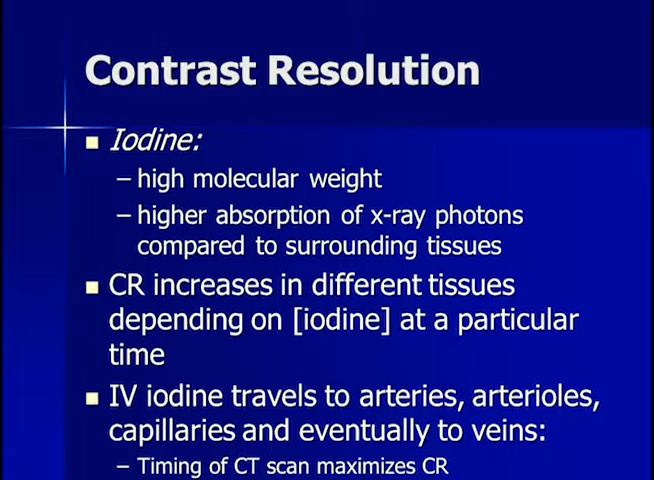 Contrast Resolution
■ Iodine:
– high molecular weight
– higher absorption of x-ray photons
compared to surrounding tissues
■ CR increases in different tissues
depending on [iodine] at a particular
time
■ IV iodine travels to arteries, arterioles,
capillaries and eventually to veins:
– Timing of CT scan maximizes CR